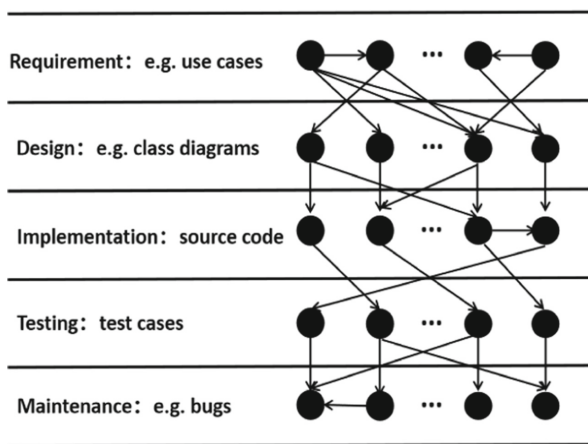 Requirement: e.g. use cases
...
Design: e.g. class diagrams
...
Implementation: source code
...
Testing: test cases
...
Maintenance: e.g. bugs
...